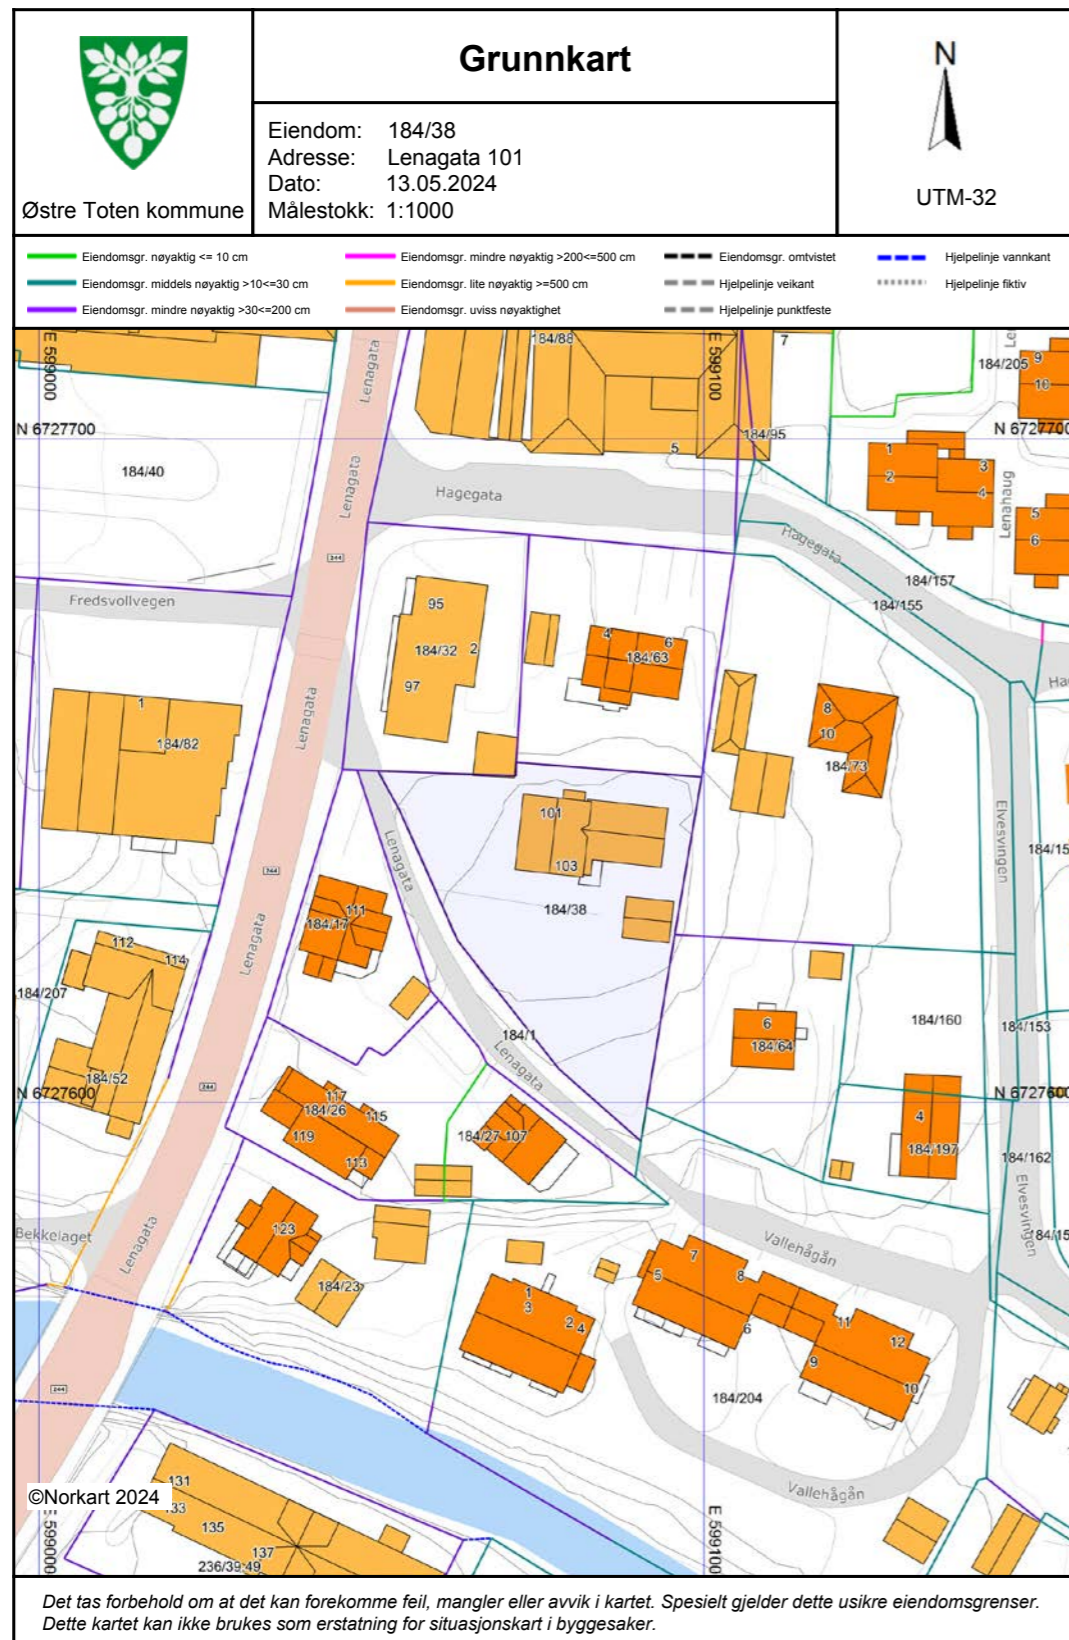 Grunnkart
Eiendom: 184/38
Adresse: Lenagata 101
Dato: 13.05.2024
Målestokk: 1:1000
Østre Toten kommune
N
UTM-32
Eiendomsgr. nøyaktig <= 10 cm
Eiendomsgr. mindre nøyaktig >200<=500 cm
Eiendomsgr. omtvistet
Hjelpelinje vannkant
Eiendomsgr. middels nøyaktig >10<=30 cm
Eiendomsgr. lite nøyaktig >=500 cm
Hjelpelinje veikant
Hjelpelinje fiktiv
Eiendomsgr. mindre nøyaktig >30<=200 cm
Eiendomsgr. uviss nøyaktighet
Hjelpelinje punktfeste
E 599000
Lenagata
184/88
E 599100
7
184/205
9
16
N 6727700
184/95
N 6727700
184/40
Lenagata
5
1
2
3
4
Lenahaug
Hagegata
5
6
Hagegata
244
184/157
Fredsvollvegen
95
184/155
184/32
2
4
6
184/63
97
1
184/82
Lenagata
8
10
184/73
101
103
Elvesvingen
Lenagata
244
184/38
111
184/17
Lenagata
112
114
184/207
184/1
Lenagata
6
184/64
184/160
184/153
184/52
244
N 6727600
N 6727600
117
184/26
115
119
113
184/27
107
4
184/197
184/162
Elvesvingen
Bekkelaget
Lenagata
123
Vallehågån
7
5
8
184/23
1
3
2
4
6
11
12
9
10
244
184/204
Vallehågån
131
©Norkart 2024
133
135
137
236/39;49
E 599000
E 599100
Det tas forbehold om at det kan forekomme feil, mangler eller avvik i kartet. Spesielt gjelder dette usikre eiendomsgrenser.
Dette kartet kan ikke brukes som erstatning for situasjonskart i byggesaker.